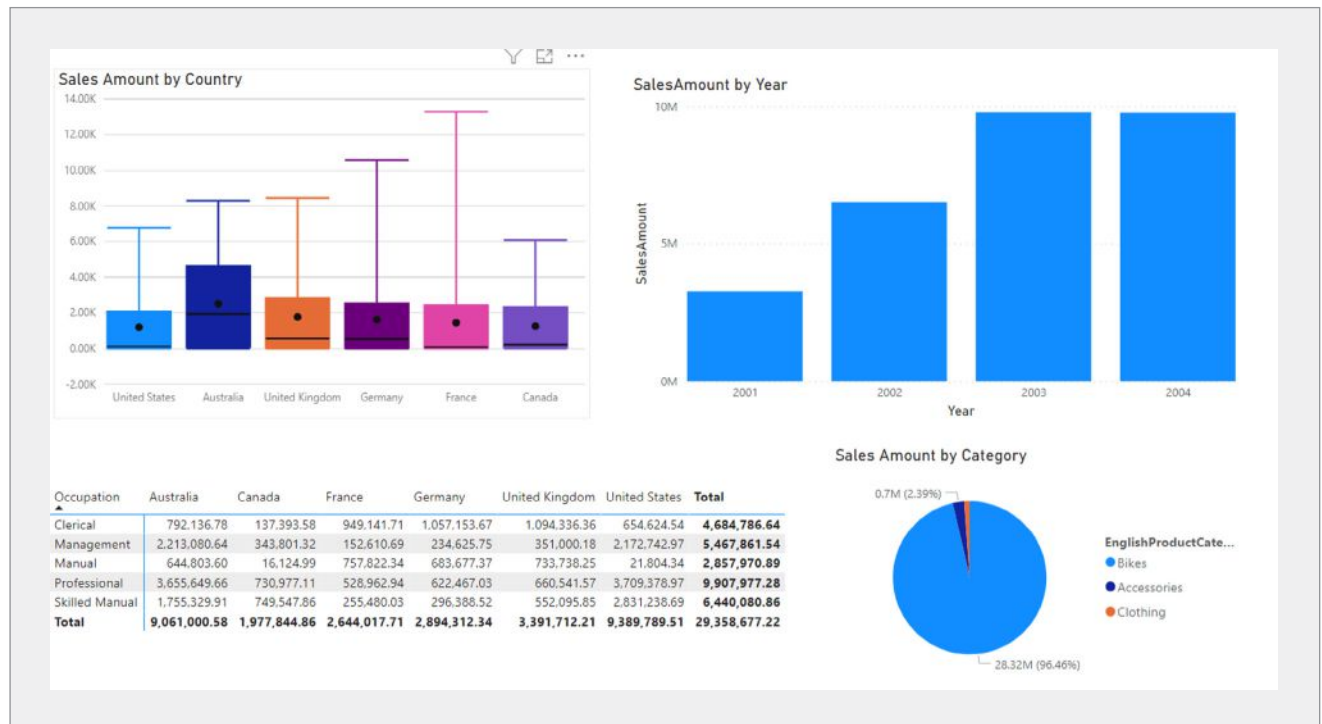 Sales Amount by Country
14.00K
12.00K
10.00K
8.00K
6.00K
4.00K
2.00K
0.00K
-2.00K
United States Australia United Kingdom Germany France Canada
SalesAmount by Year
10M
5M
0M
SalesAmount
2001 2002 2003 2004
Year
Occupation Australia Canada France Germany United Kingdom United States Total
Clerical 792,136.78 137,393.58 949,141.71 1,057,153.67 1,094,336.36 654,624.54 4,684,786.64
Management 2,213,080.64 343,801.32 152,610.69 234,625.75 351,000.18 2,172,742.97 5,467,861.54
Manual 644,803.60 16,124.99 757,822.34 683,677.37 733,738.25 21,804.34 2,857,970.89
Professional 3,655,649.66 730,977.11 528,962.94 622,467.03 660,541.57 3,709,378.97 9,907,977.28
Skilled Manual 1,755,329.91 749,547.86 255,480.03 296,388.52 552,095.85 2,831,238.69 6,440,080.86
Total 9,061,000.58 1,977,844.86 2,644,017.71 2,894,312.34 3,391,712.21 9,389,789.51 29,358,677.22
Sales Amount by Category
0.7M (2.39%)
28.32M (96.46%)
EnglishProductCate...
Bikes
Accessories
Clothing